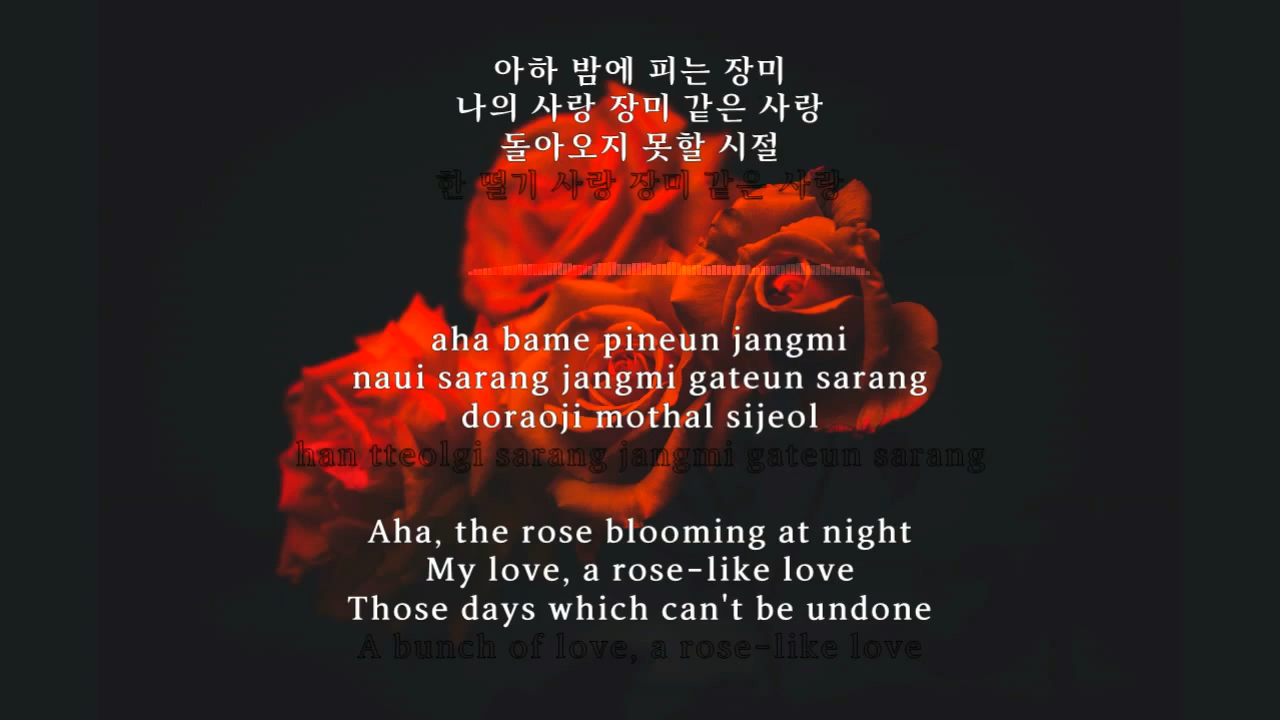 아하 밤에 피는 장미
나의 사랑 장미 같은 사랑
돌아오지 못할 시절
한 떨기 사랑 장미 같은 사랑
aha bame pineun jangmi
naui sarang jangmi gateun sarang
doraoji mothal sijeol
han tteolgi sarang jangmi gateun sarang
Aha, the rose blooming at night
My love, a rose-like love
Those days which can't be undone
A bunch of love, a rose-like love